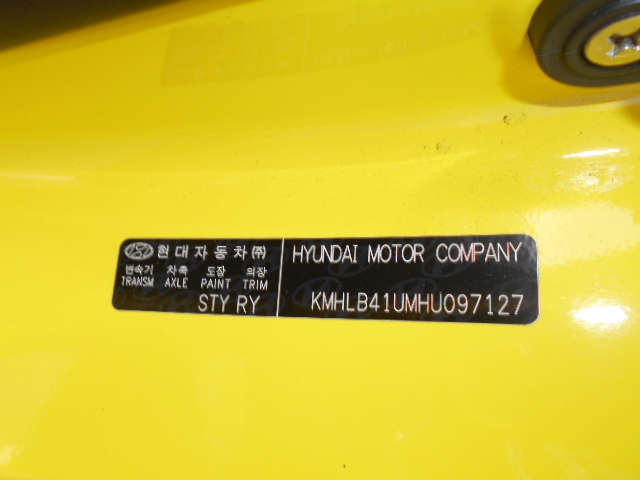 현대자동차(주)
변속기 차축 도장 의장
TRANSM AXLE PAINT TRIM
STY RY
HYUNDAI MOTOR COMPANY
KMHLB41UMHU097127